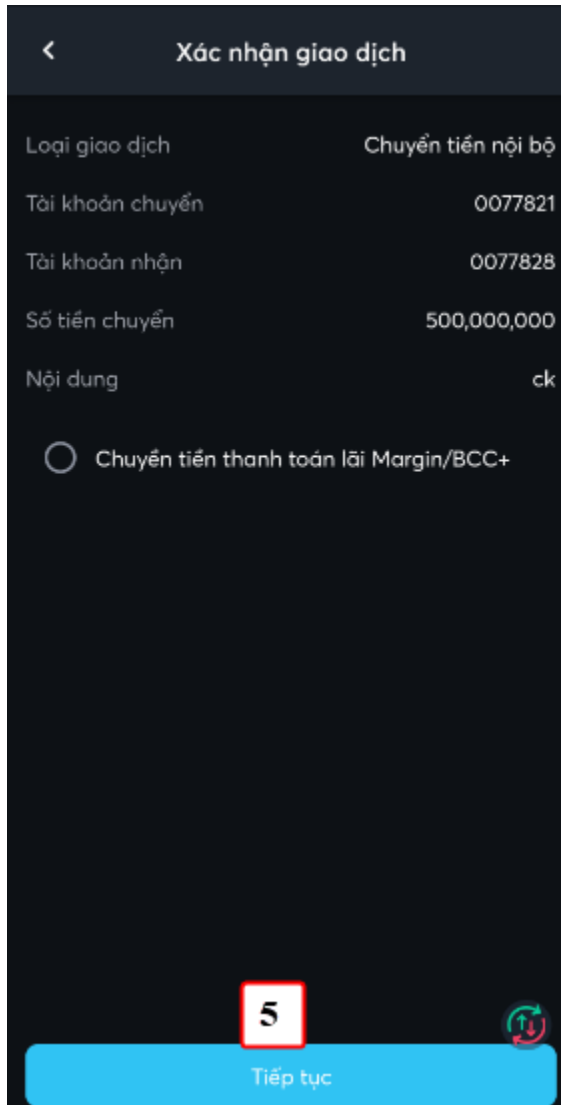 Xác nhận giao dịch
Loại giao dịch Chuyển tiền nội bộ
Tài khoản chuyển 0077821
Tài khoản nhận 0077828
Số tiền chuyển 500,000,000
Nội dung ck
Chuyển tiền thanh toán lãi Margin/BCC+
5
Tiếp tục